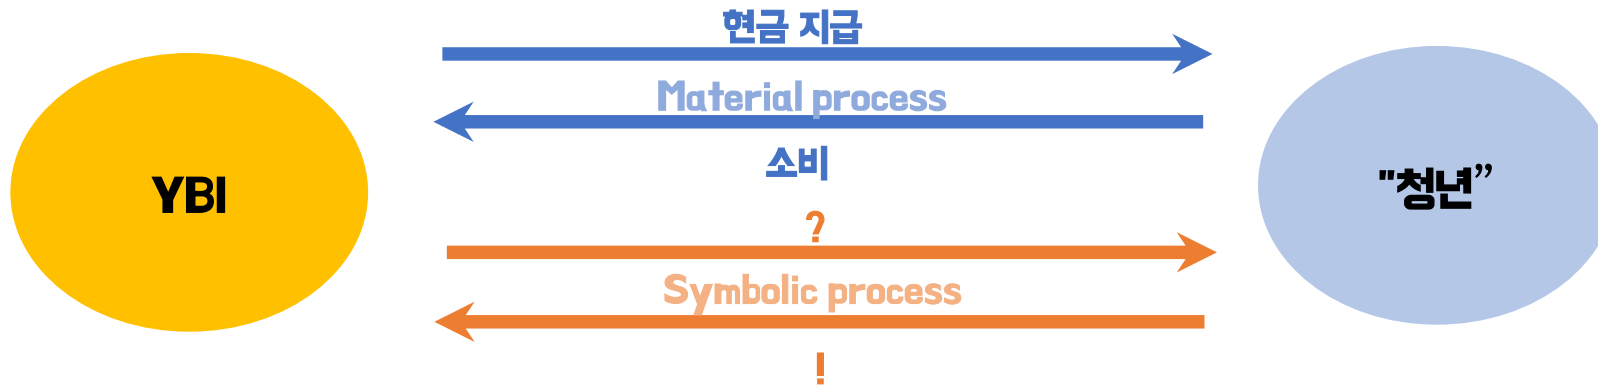 현금 지급
Material process
소비
YBI
"청년”
?
Symbolic process
!